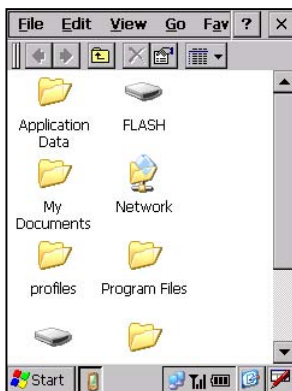 File Edit View Go Fav ? ×
Application Data
FLASH
My Documents
Network
profiles
Program Files
Start